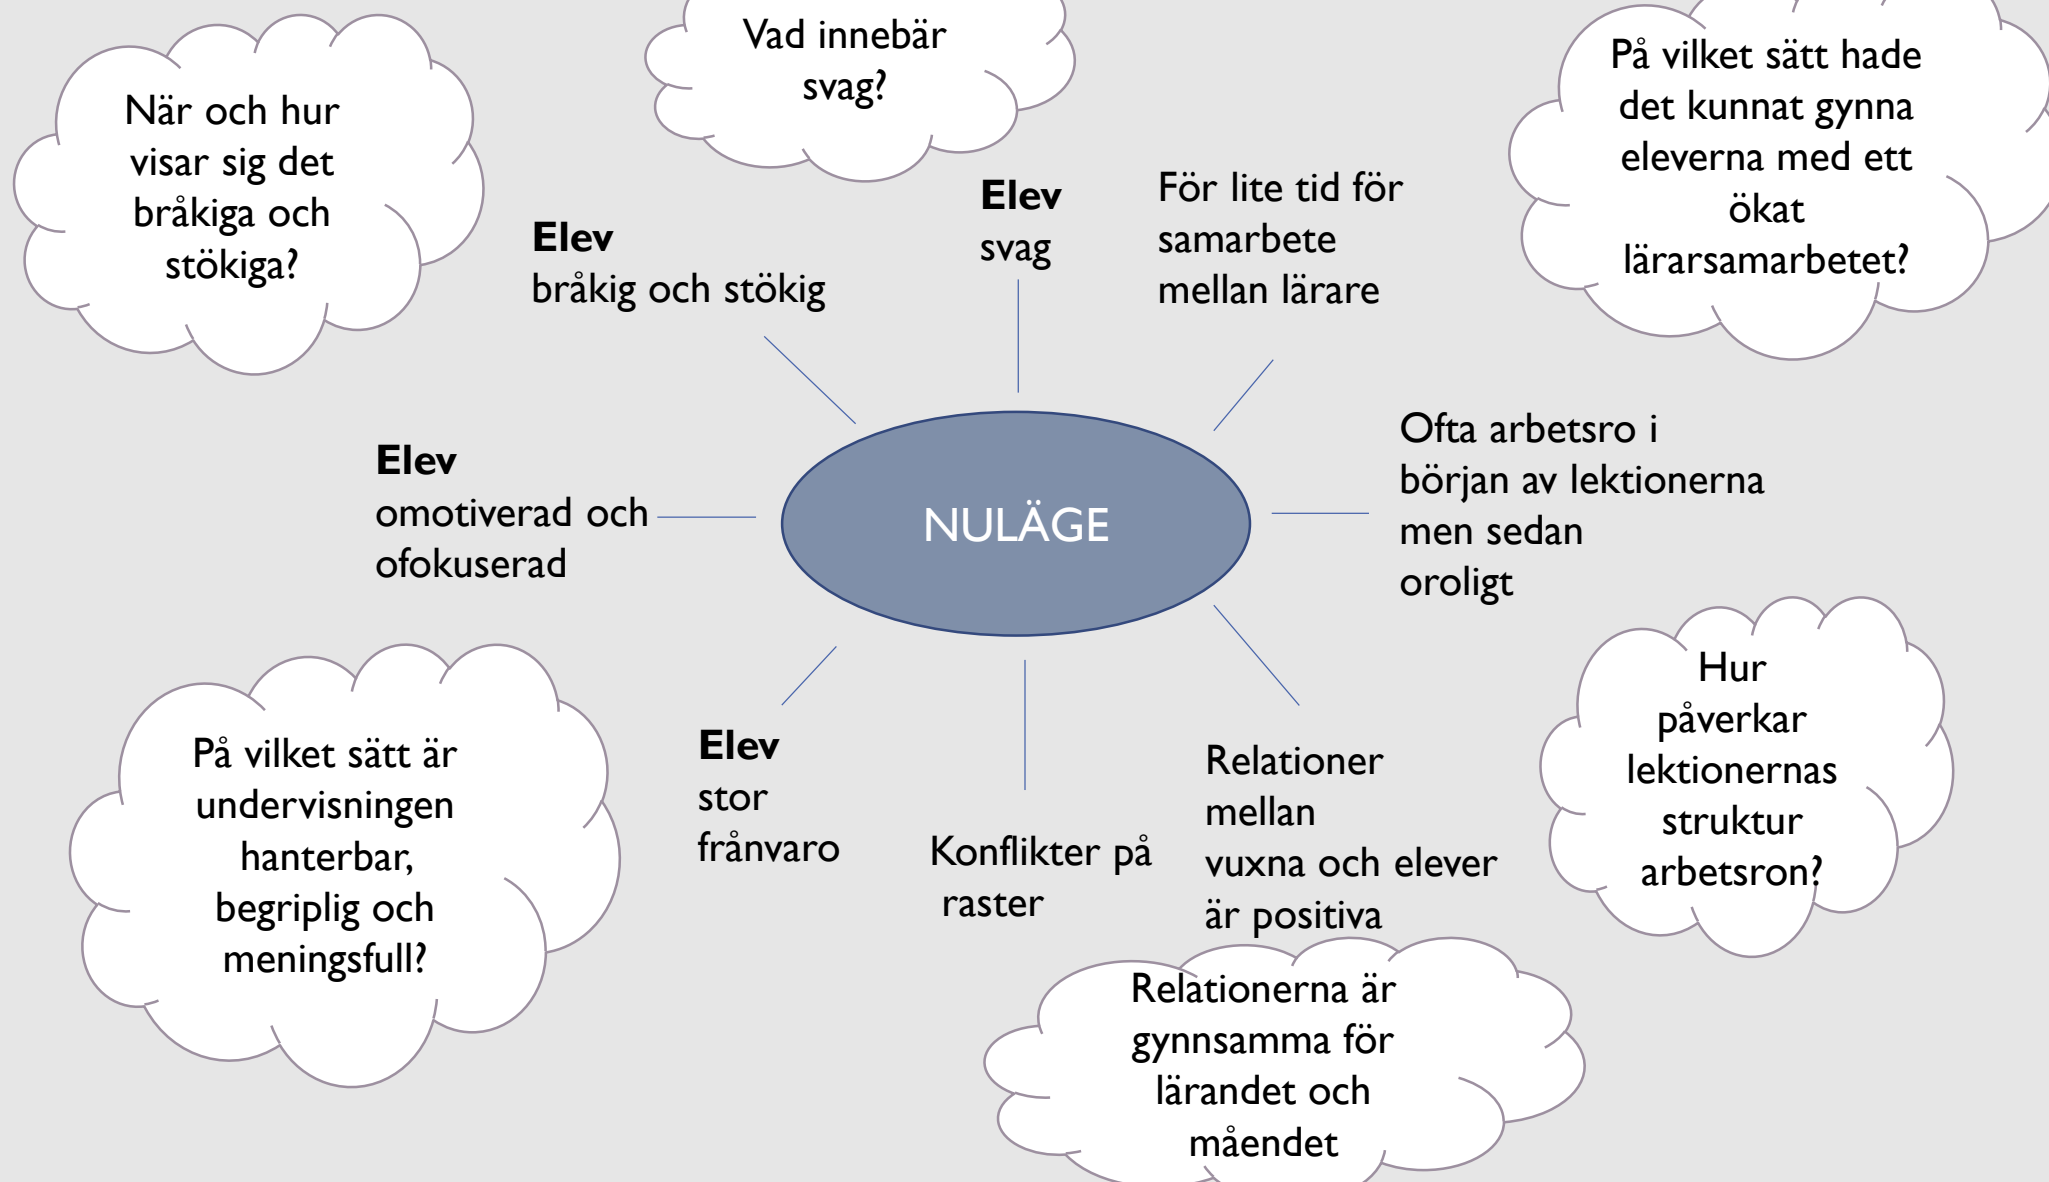 Vad innebär
svag?
När och hur
visar sig det
bråkiga och
stökiga?
På vilket sätt hade
det kunnat gynna
eleverna med ett
ökat
lärarsamarbetet?
Elev
bråkig och stökig
Elev
svag
För lite tid för
samarbete
mellan lärare
Elev
omotiverad och
ofokuserad
NULÄGE
Ofta arbetsro i
början av lektionerna
men sedan
oroligt
På vilket sätt är
undervisningen
hanterbar,
begriplig och
meningsfull?
Elev
stor
frånvaro
Konflikter på
raster
Relationer
mellan
vuxna och elever
är positiva
Hur
påverkar
lektionernas
struktur
arbetsron?
Relationerna är
gynnsamma för
lärandet och
måendet